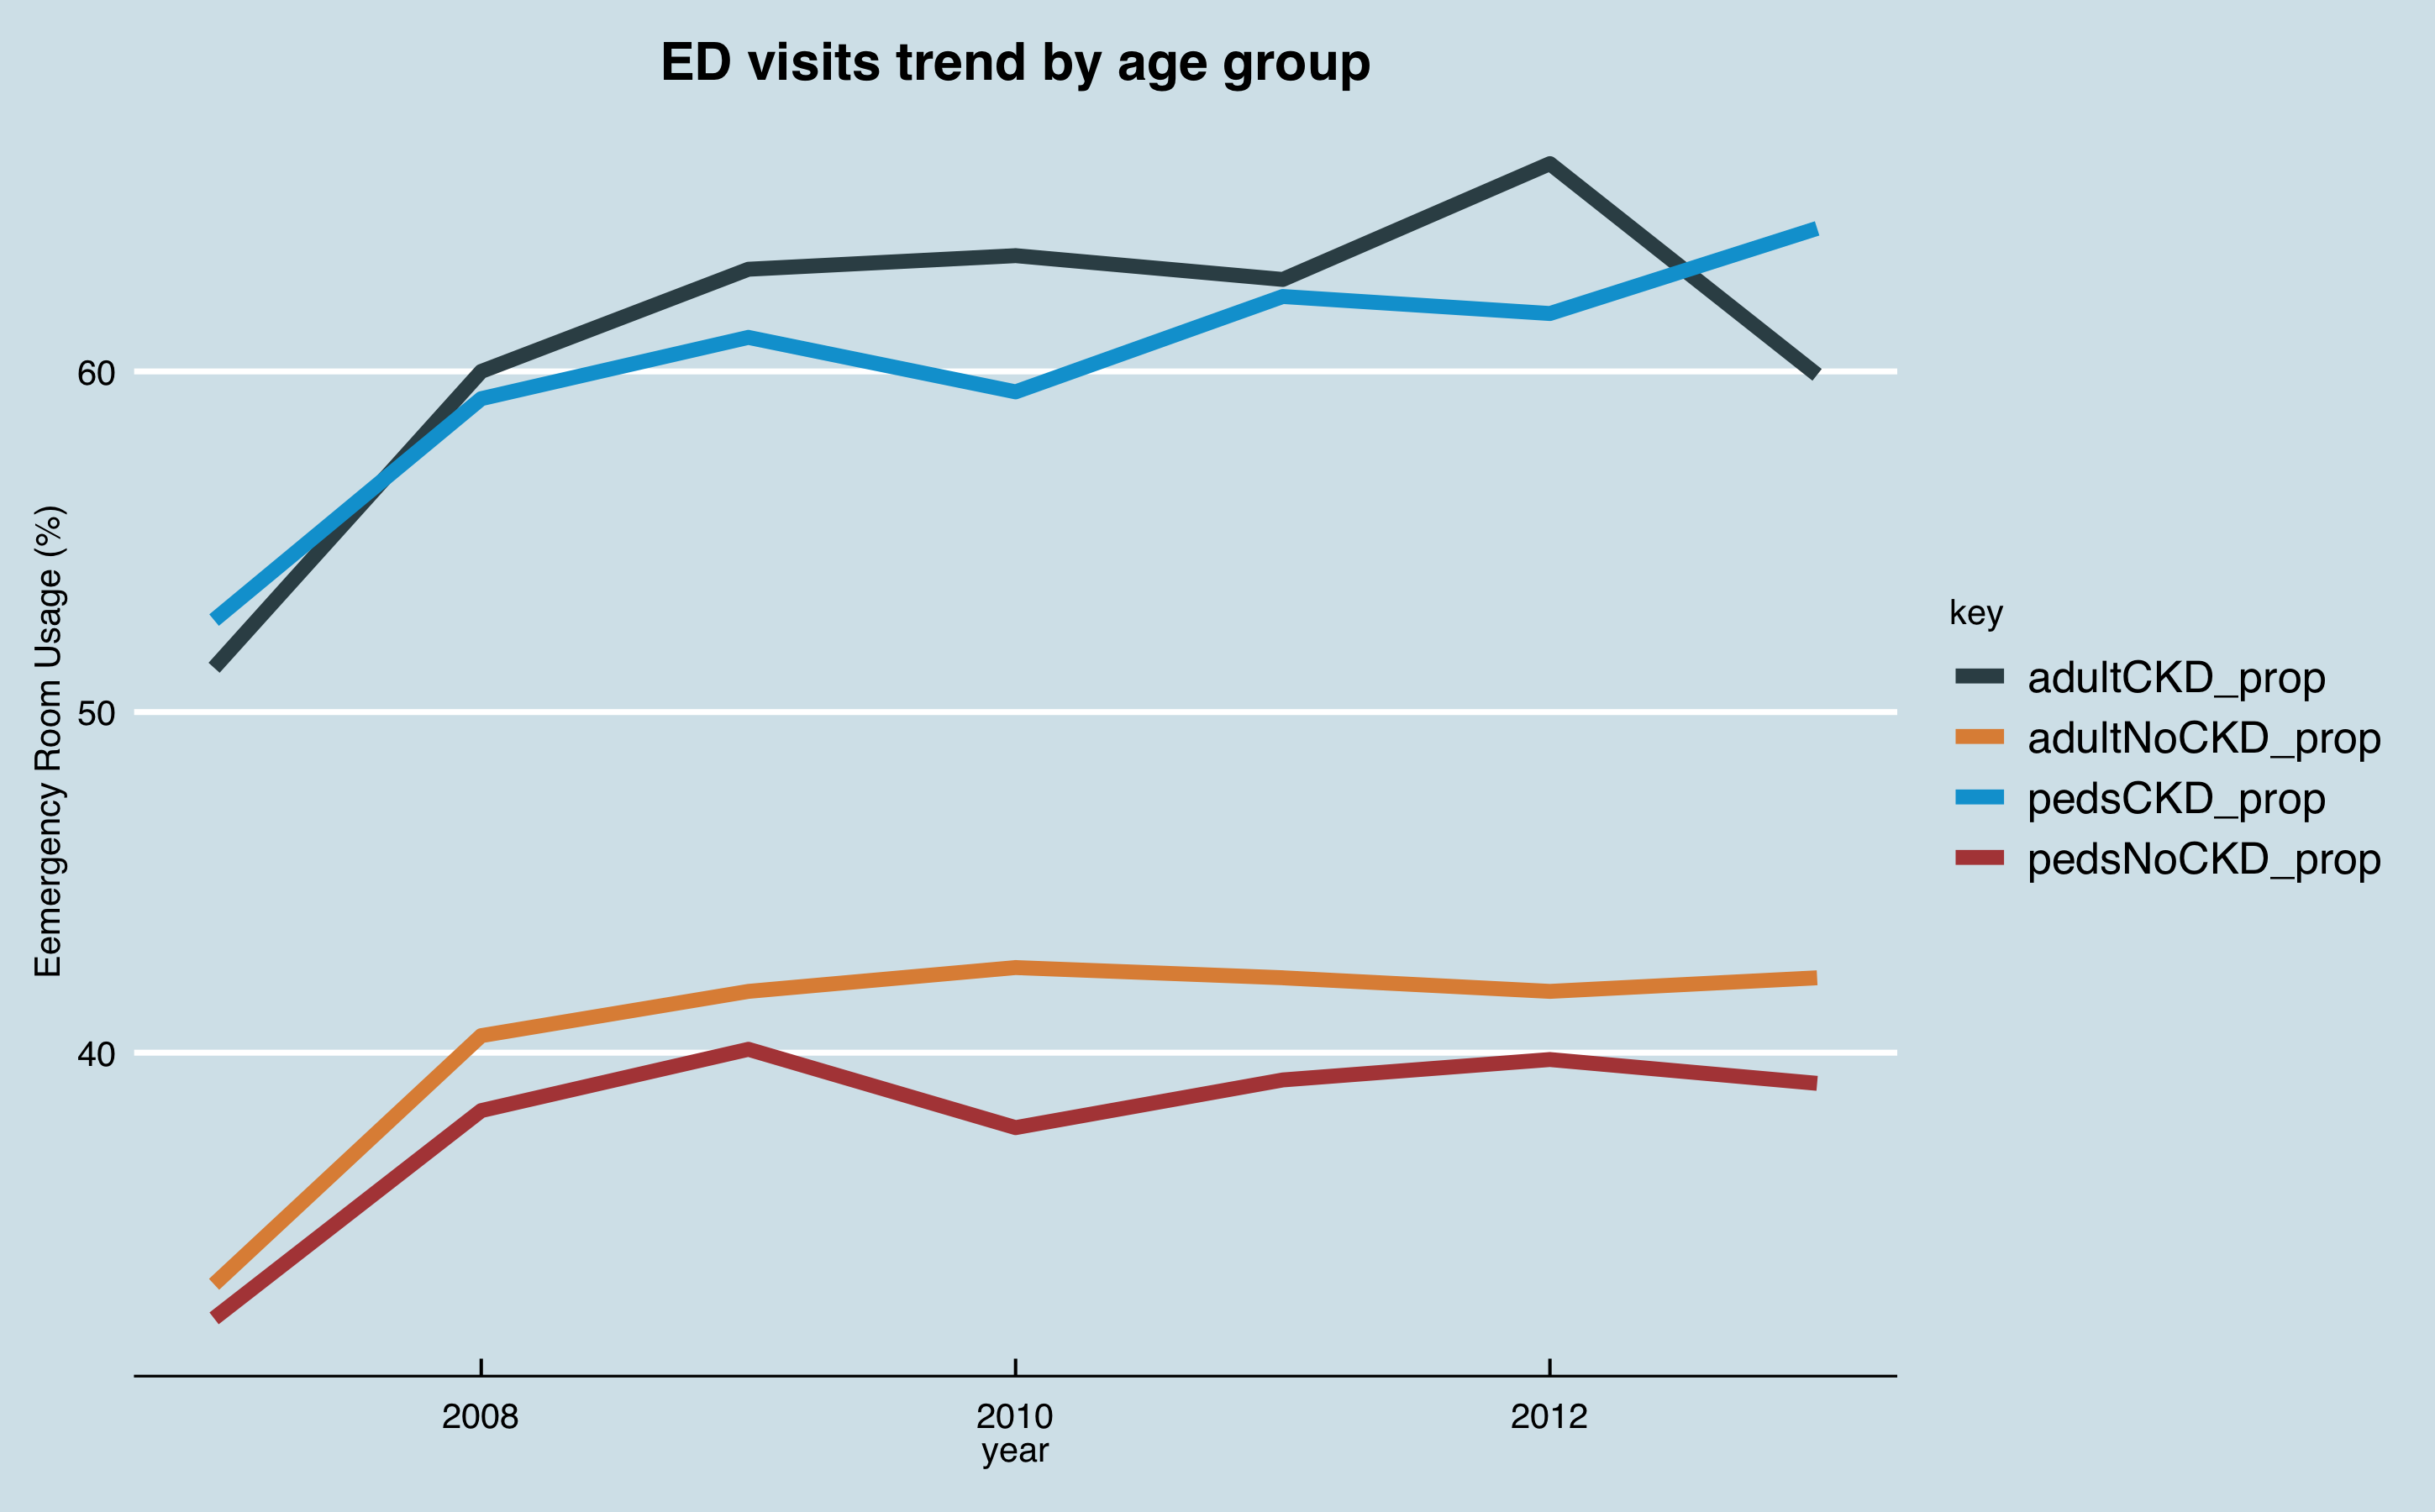 ED visits trend by age group
Eemergency Room Usage (%)
60
50
40
2008
2010
2012
year
key
adultCKD_prop
adultNoCKD_prop
pedsCKD_prop
pedsNoCKD_prop